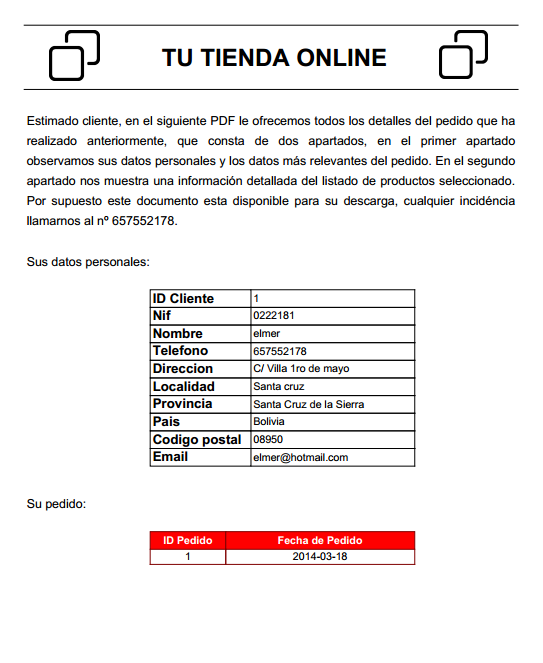 TU TIENDA ONLINE
Estimado cliente, en el siguiente PDF le ofrecemos todos los detalles del pedido que ha
realizado anteriormente, que consta de dos apartados, en el primer apartado
observamos sus datos personales y los datos más relevantes del pedido. En el segundo
apartado nos muestra una información detallada del listado de productos seleccionado.
Por supuesto este documento esta disponible para su descarga, cualquier incidéncia
llamarnos al nº 657552178.
Sus datos personales:
ID Cliente 1
Nif 0222181
Nombre elmer
Telefono 657552178
Direccion C/ Villa 1ro de mayo
Localidad Santa cruz
Provincia Santa Cruz de la Sierra
Pais Bolivia
Codigo postal 08950
Email elmer@hotmail.com
Su pedido:
ID Pedido Fecha de Pedido
1 2014-03-18